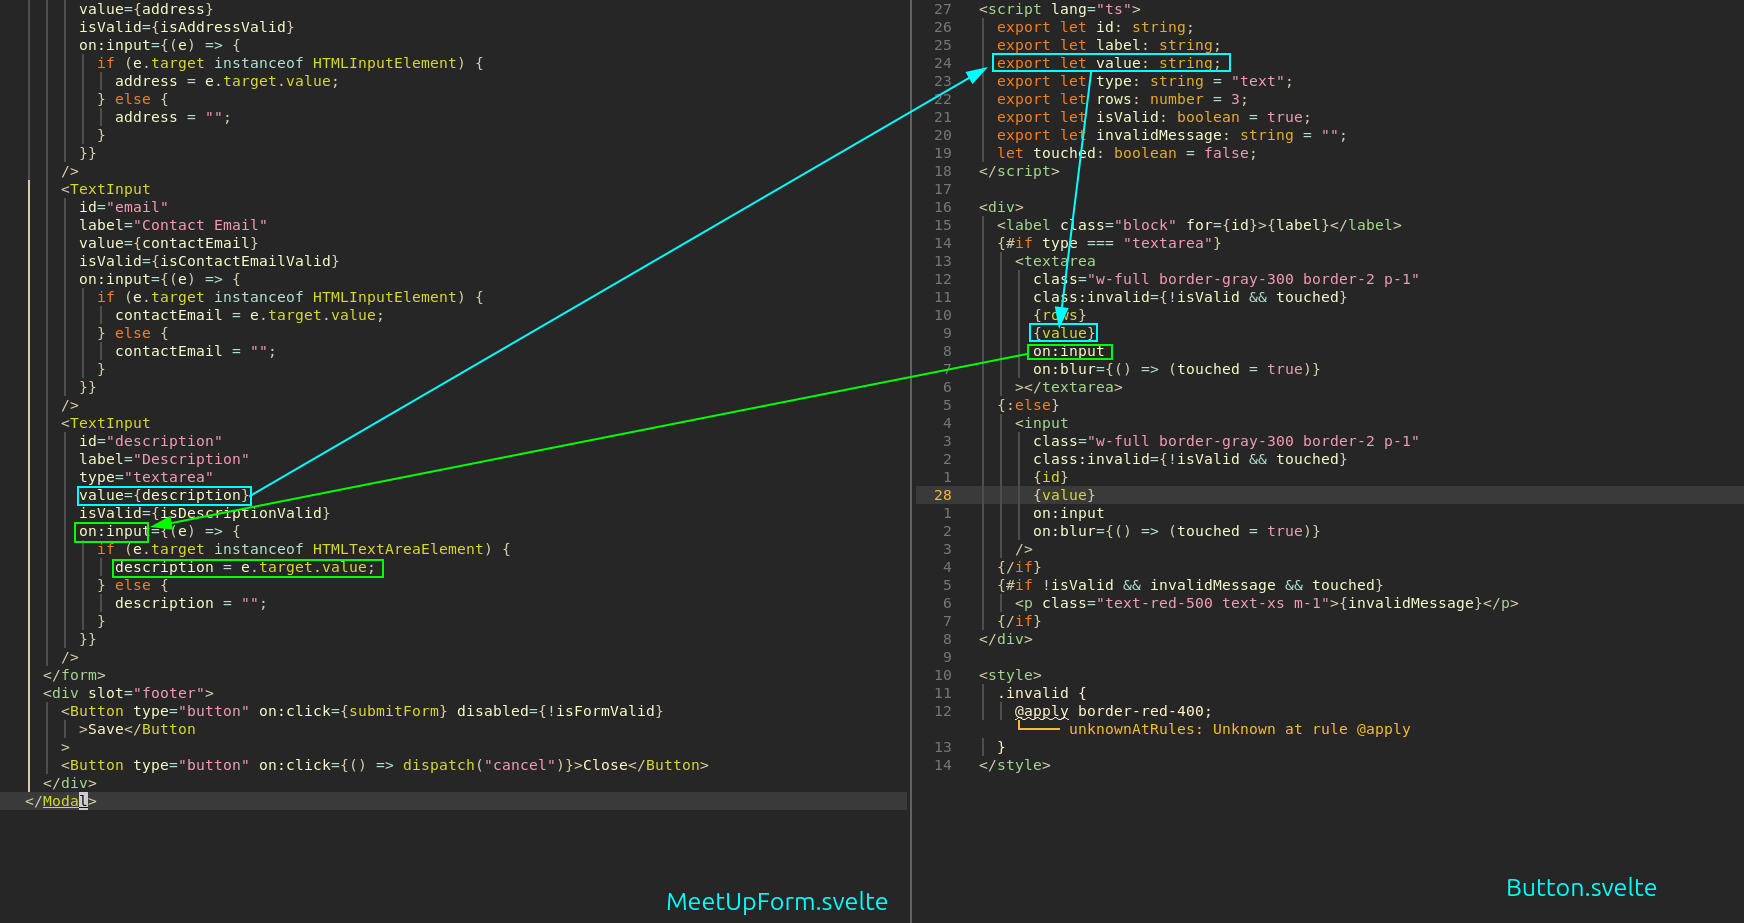 value={address}
isValid={isAddressValid}
on:input={(e) => {
if (e.target instanceof HTMLInputElement) {
address = e.target.value;
} else {
address = "";
}
}}
/>
<TextInput
id="email"
label="Contact Email"
value={contactEmail}
isValid={isContactEmailValid}
on:input={(e) => {
if (e.target instanceof HTMLInputElement) {
contactEmail = e.target.value;
} else {
contactEmail = "";
}
}}
/>
<TextInput
id="description"
label="Description"
type="textarea"
value={description}
isValid={isDescriptionValid}
on:input={(e) => {
if (e.target instanceof HTMLTextAreaElement) {
description = e.target.value;
} else {
description = "";
}
}}
/>
</form>
<div slot="footer">
<Button type="button" on:click={submitForm} disabled={!isFormValid}
>Save</Button
>
<Button type="button" on:click={() => dispatch("cancel")}>Close</Button>
</div>
</Modal>
MeetUpForm.svelte
27 <script lang="ts">
26 export let id: string;
25 export let label: string;
24 export let value: string;
23 export let type: string = "text";
22 export let rows: number = 3;
21 export let isValid: boolean = true;
20 export let invalidMessage: string = "";
19 let touched: boolean = false;
18 </script>
17
16 <div>
15 <label class="block" for={id}>{label}</label>
14 {#if type === "textarea"}
13 <textarea
12 class="w-full border-gray-300 border-2 p-1"
11 class:invalid={!isValid && touched}
10 {rows}
9 {value}
8 on:input
7 on:blur={() => (touched = true)}
6 ></textarea>
5 {:else}
4 <input
3 class="w-full border-gray-300 border-2 p-1"
2 class:invalid={!isValid && touched}
1 {id}
28 {value}
1 on:input
2 on:blur={() => (touched = true)}
3 />
4 {/if}
5 {#if !isValid && invalidMessage && touched}
6 <p class="text-red-500 text-xs m-1">{invalidMessage}</p>
7 {/if}
8 </div>
9
10 <style>
11 .invalid {
12 @apply border-red-400;
unknownAtRules: Unknown at rule @apply
13 }
14 </style>
Button.svelte